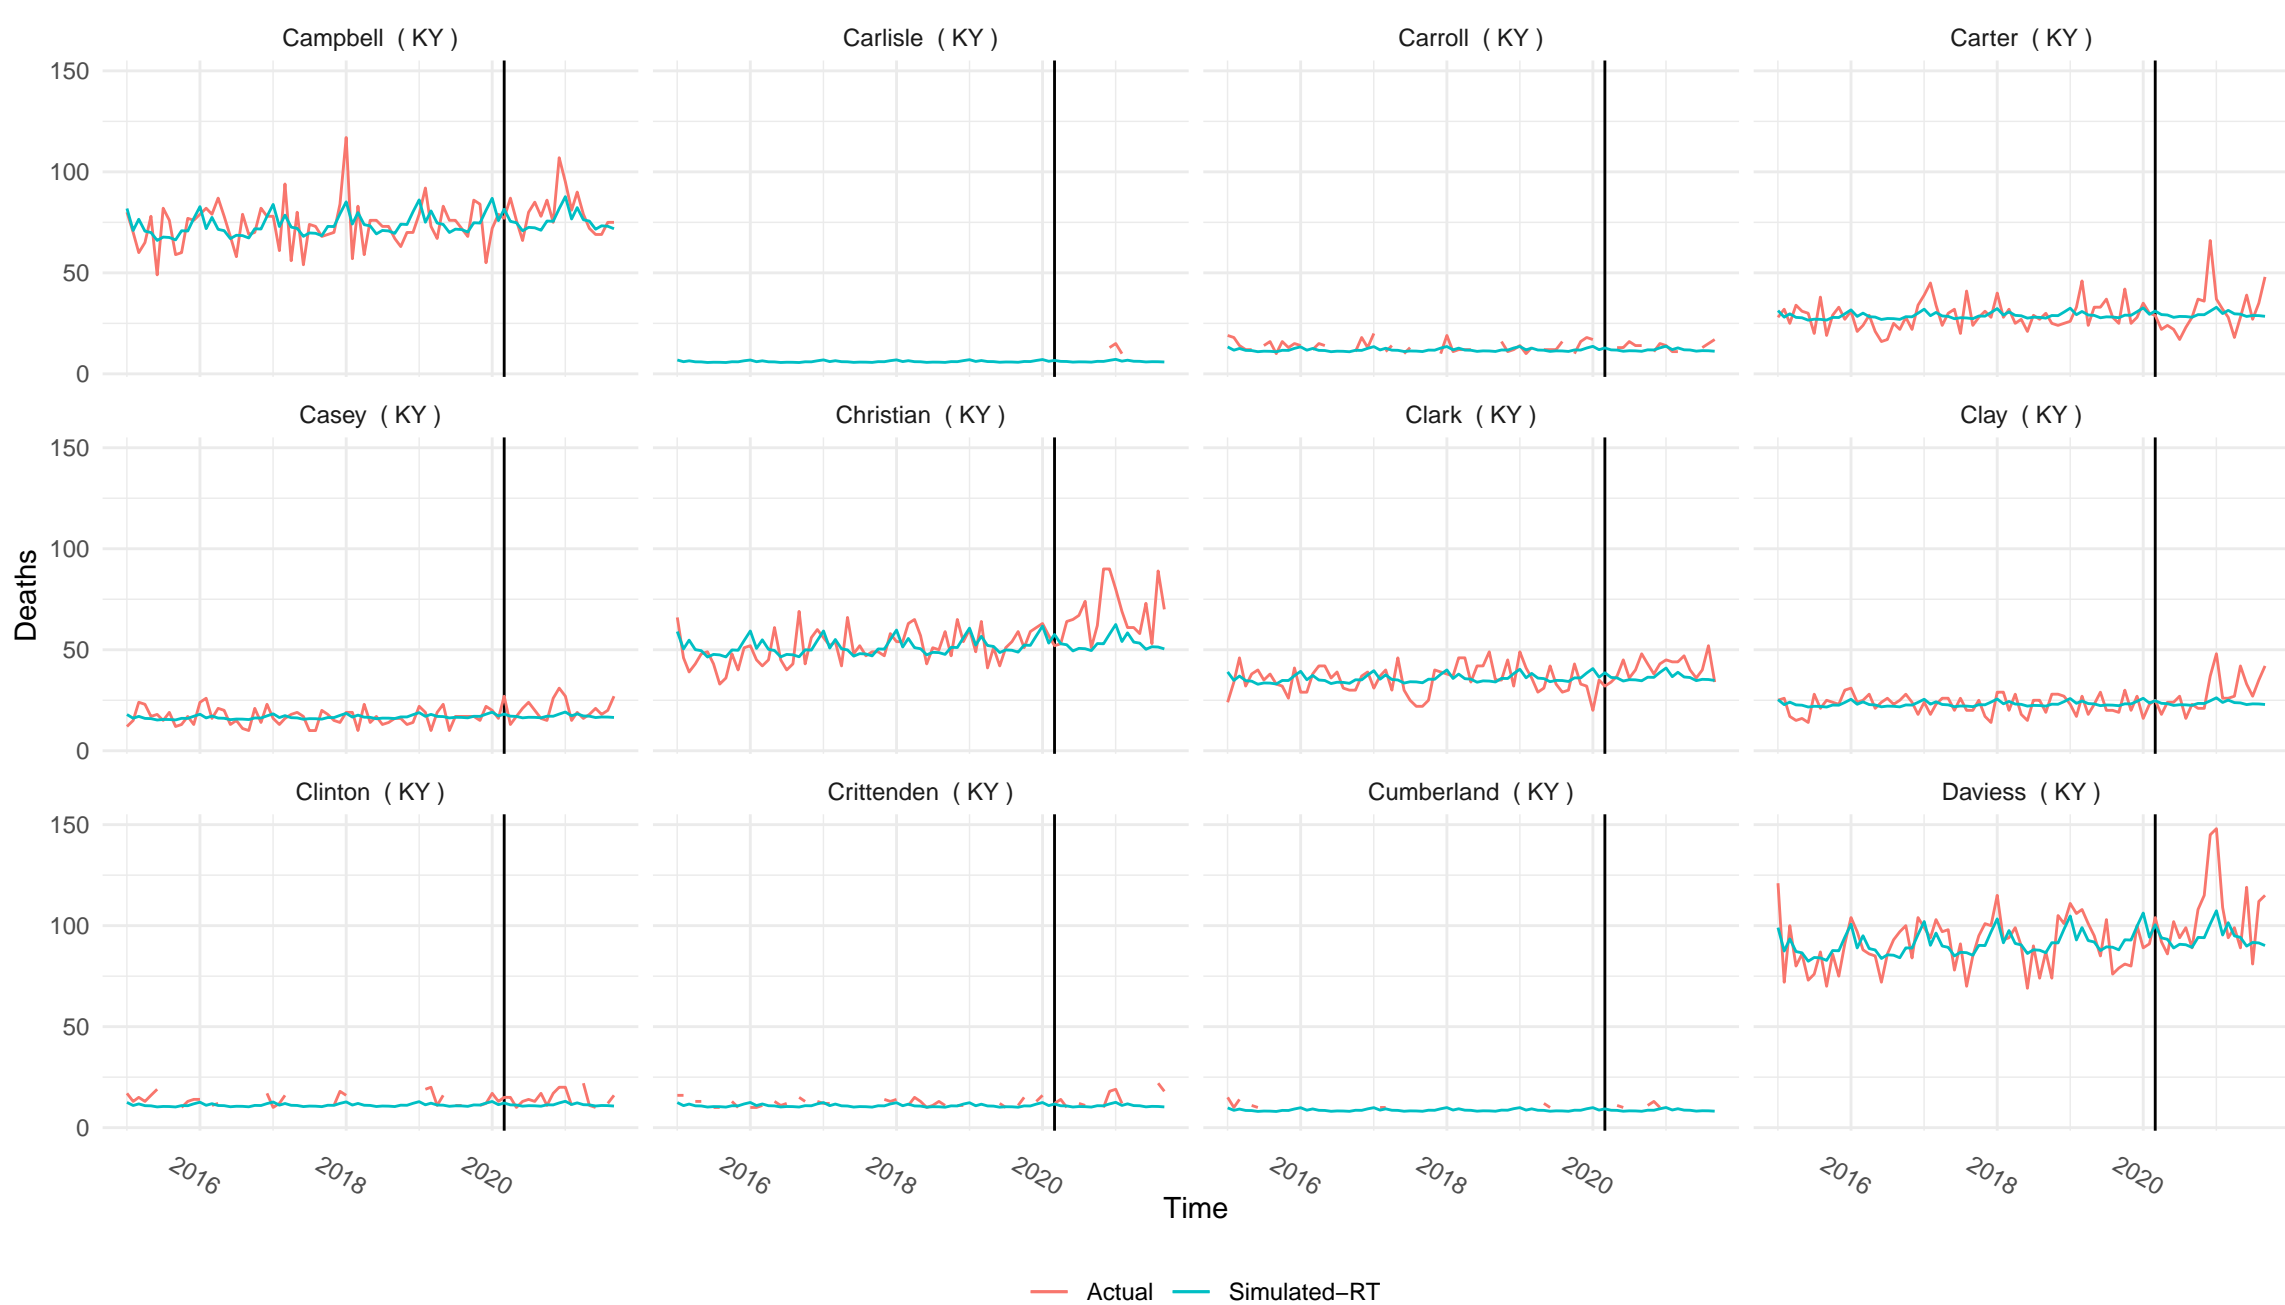 Campbell ( KY )
Carlisle ( KY )
Carroll ( KY )
Carter ( KY )
150
100
50
0
Casey ( KY )
Christian ( KY )
Clark ( KY )
Clay ( KY )
150
100
50
0
Deaths
Clinton ( KY )
Crittenden ( KY )
Cumberland ( KY )
Daviess ( KY )
150
100
50
0
2016 2018 2020
2016 2018 2020
2016 2018 2020
2016 2018 2020
Time
Actual Simulated−RT